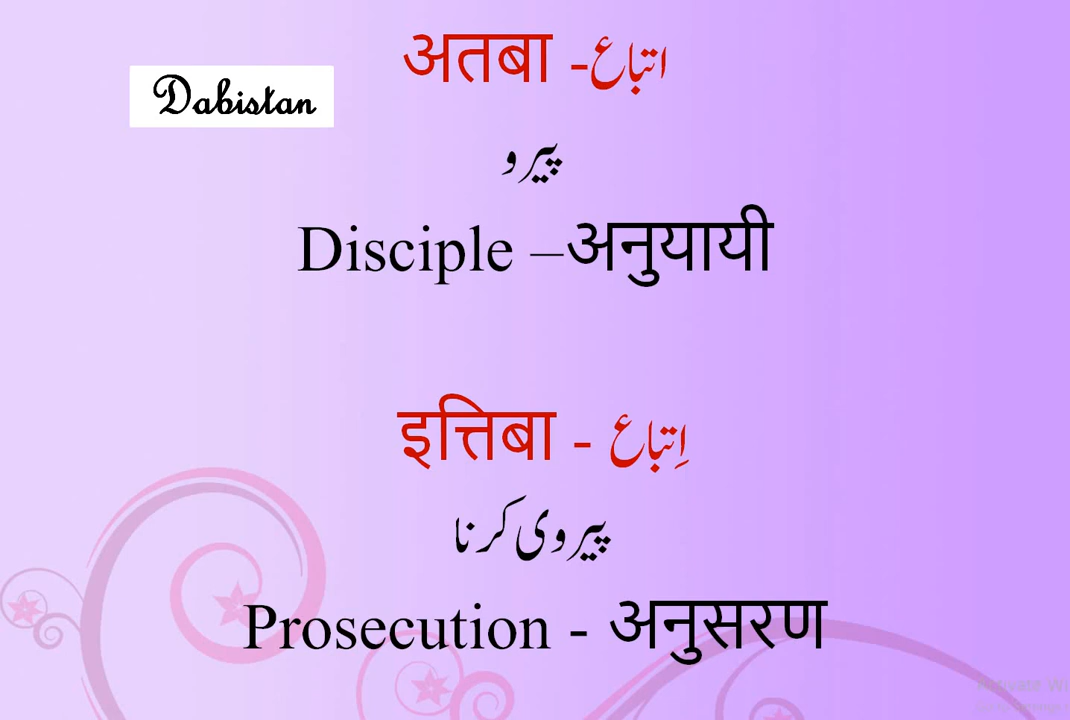 अतबा - اتباع
Dabistan
پیرو
Disciple –अनुयायी
इत्तिबा - اِتباع
پیروی کرنا
Prosecution - अनुसरण